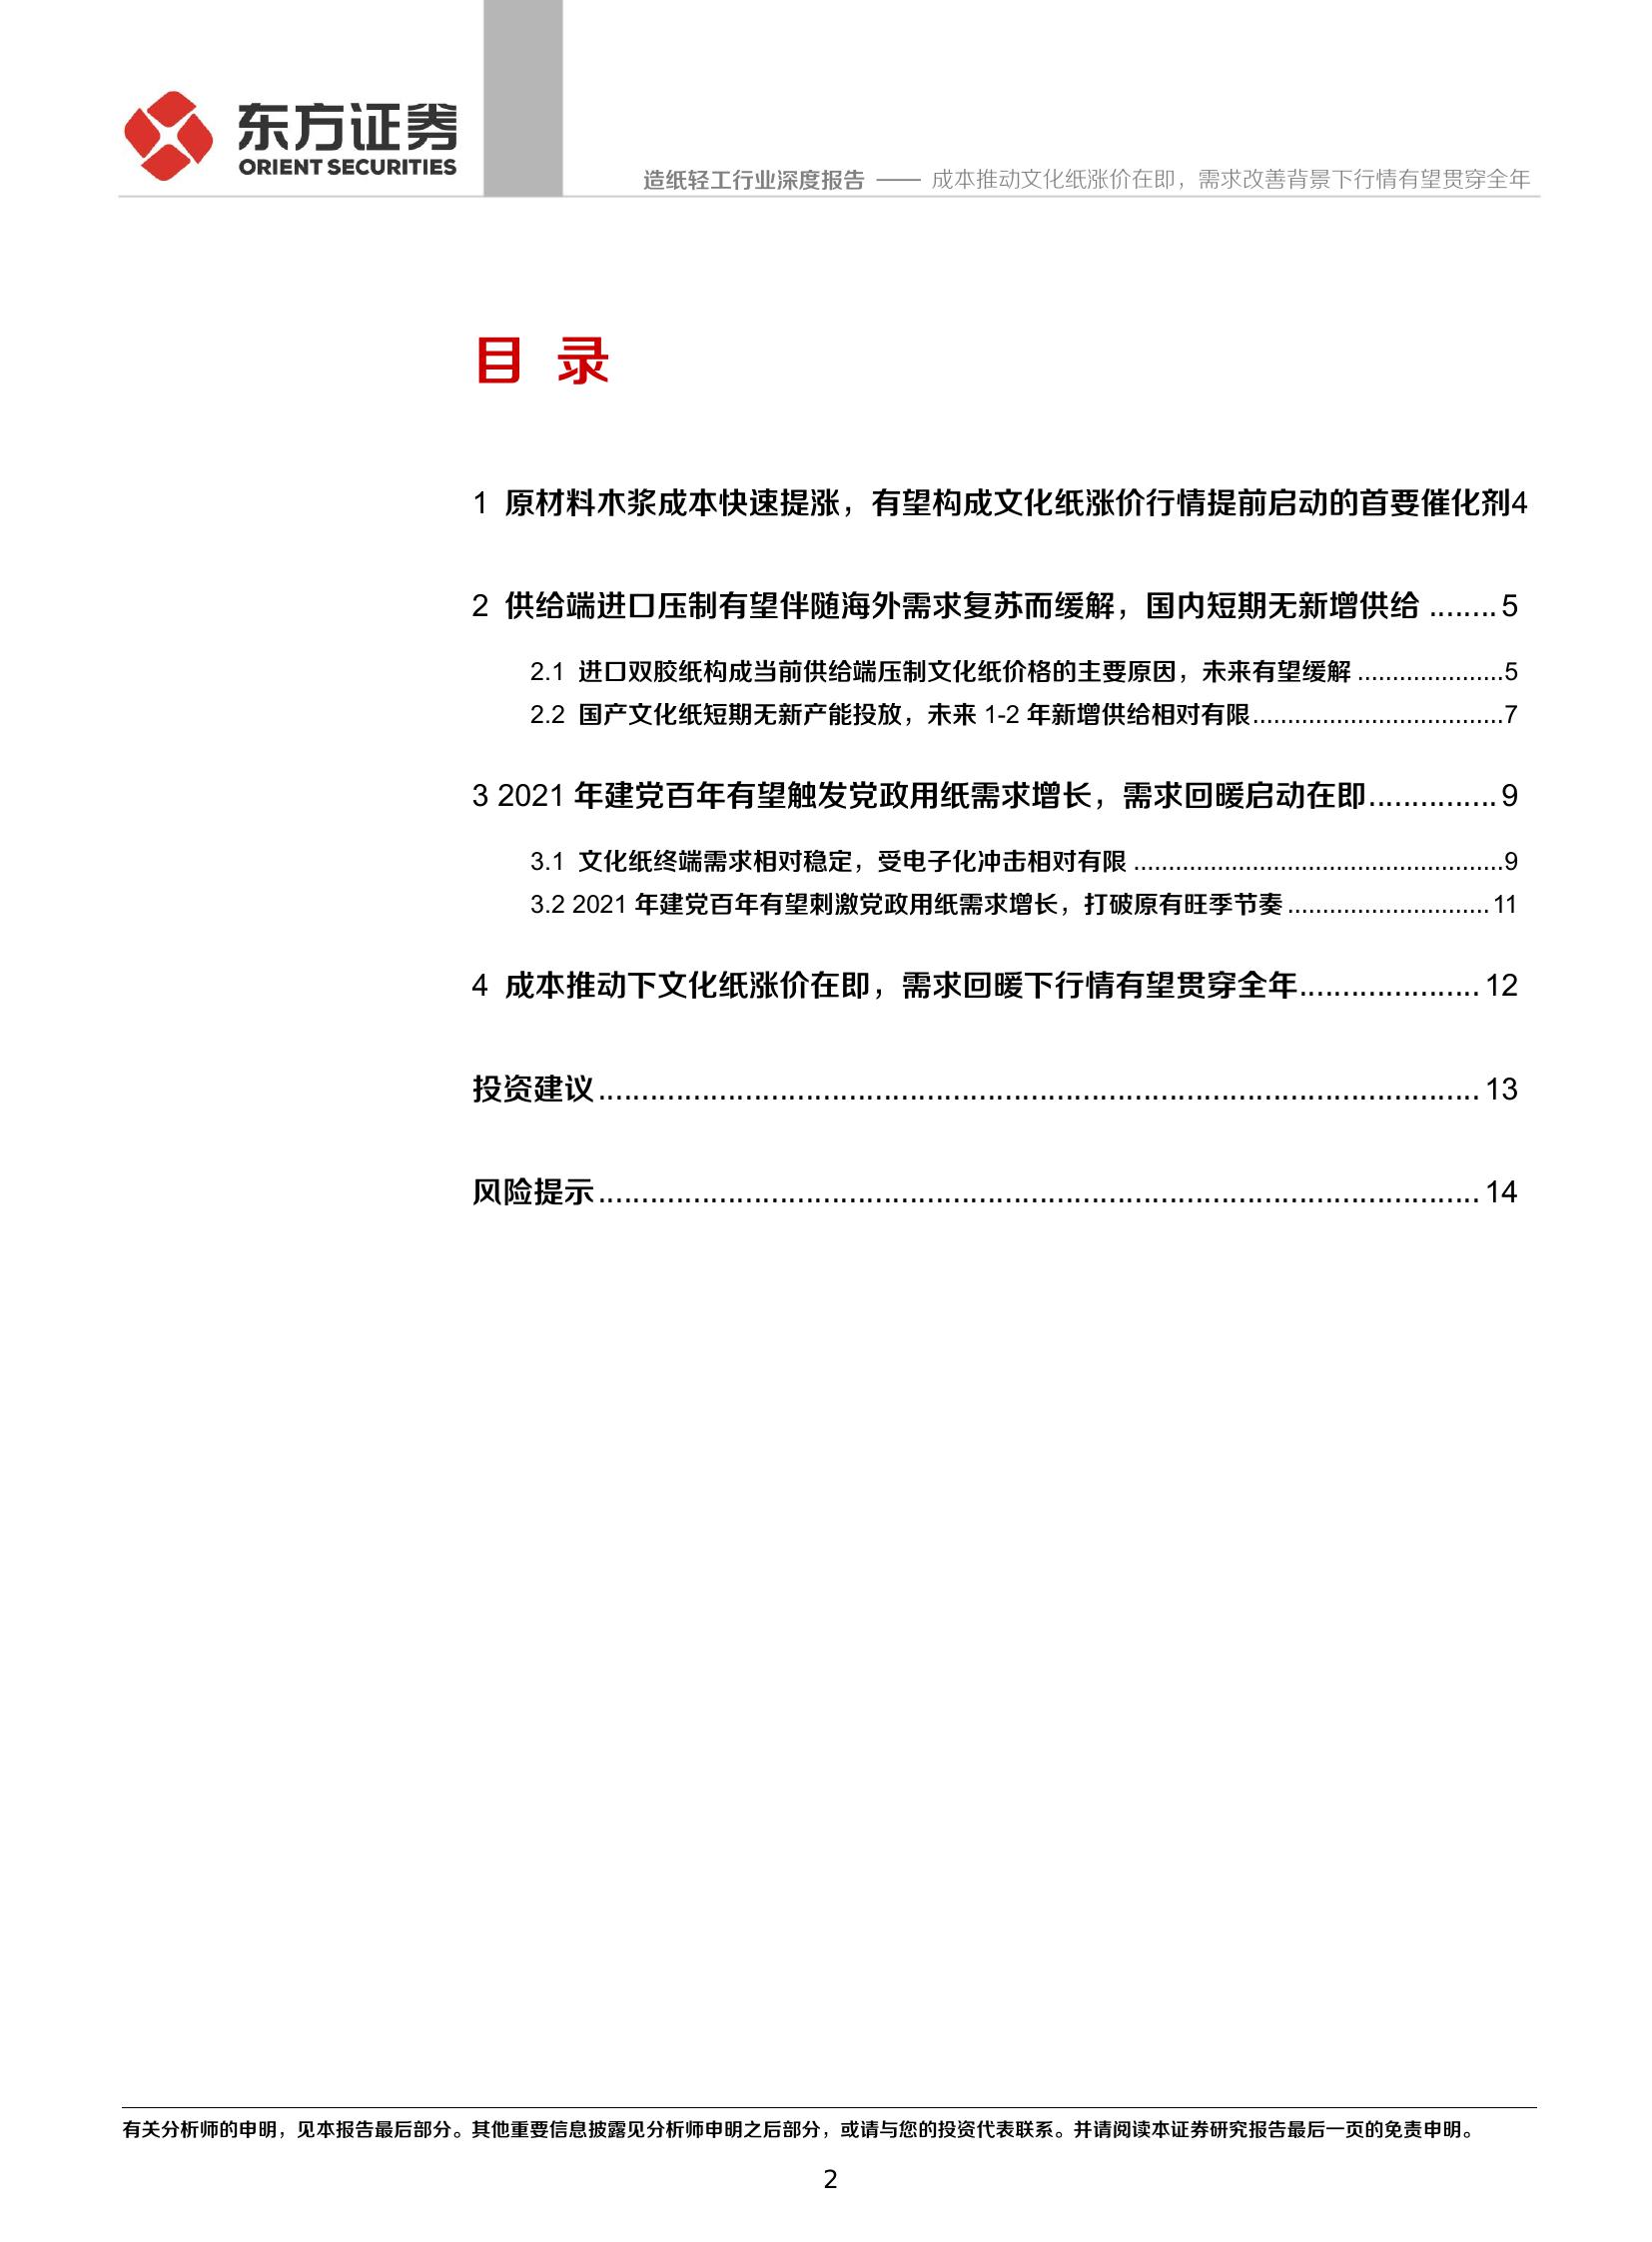 东方证券
ORIENT SECURITIES
造纸轻工行业深度报告 —— 成本推动文化纸涨价在即，需求改善背景下行情有望贯穿全年
目 录
1 原材料木浆成本快速提涨，有望构成文化纸涨价行情提前启动的首要催化剂4
2 供给端进口压制有望伴随海外需求复苏而缓解，国内短期无新增供给 ........ 5
2.1 进口双胶纸构成当前供给端压制文化纸价格的主要原因，未来有望缓解 .....................5
2.2 国产文化纸短期无新产能投放，未来 1-2 年新增供给相对有限....................................7
3 2021 年建党百年有望触发党政用纸需求增长，需求回暖启动在即............... 9
3.1 文化纸终端需求相对稳定，受电子化冲击相对有限 .....................................................9
3.2 2021 年建党百年有望刺激党政用纸需求增长，打破原有旺季节奏 ............................. 11
4 成本推动下文化纸涨价在即，需求回暖下行情有望贯穿全年..................... 12
投资建议...................................................................................................... 13
风险提示...................................................................................................... 14
有关分析师的申明，见本报告最后部分。其他重要信息披露见分析师申明之后部分，或请与您的投资代表联系。并请阅读本证券研究报告最后一页的免责申明。
2